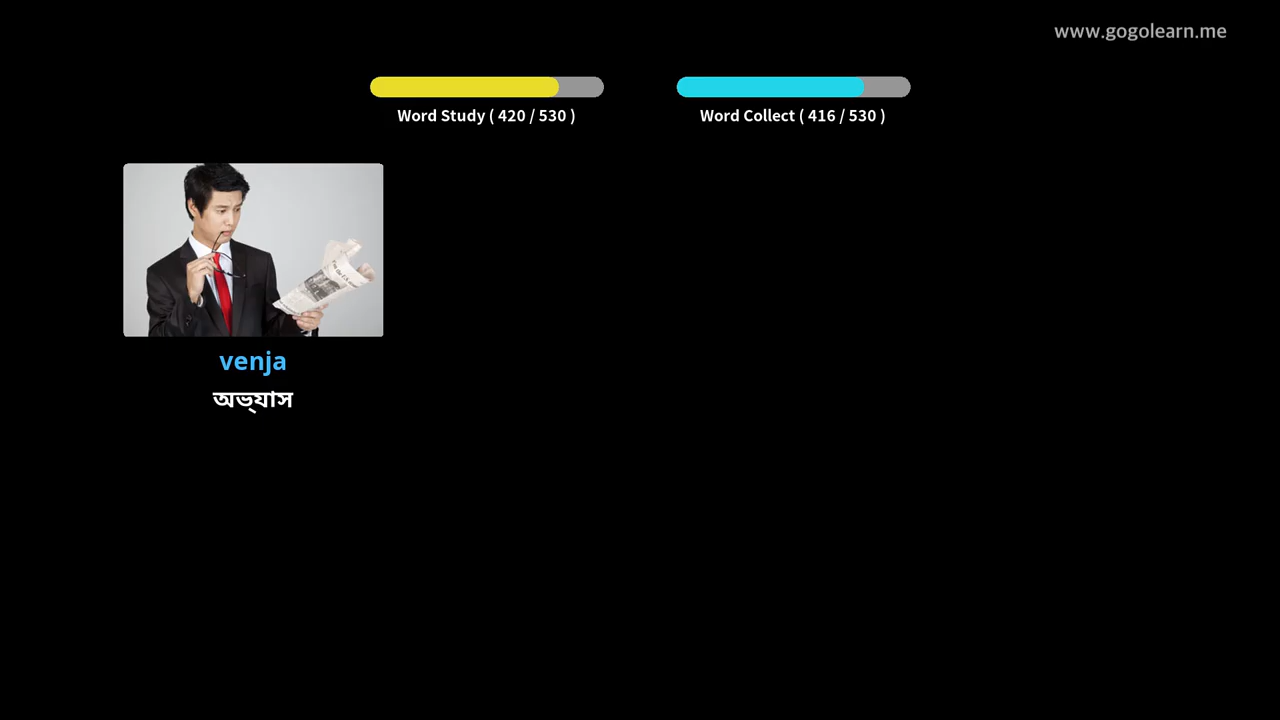 www.gogolearn.me
Word Study ( 420 / 530 )
Word Collect ( 416 / 530 )
venja
অভ্যাস